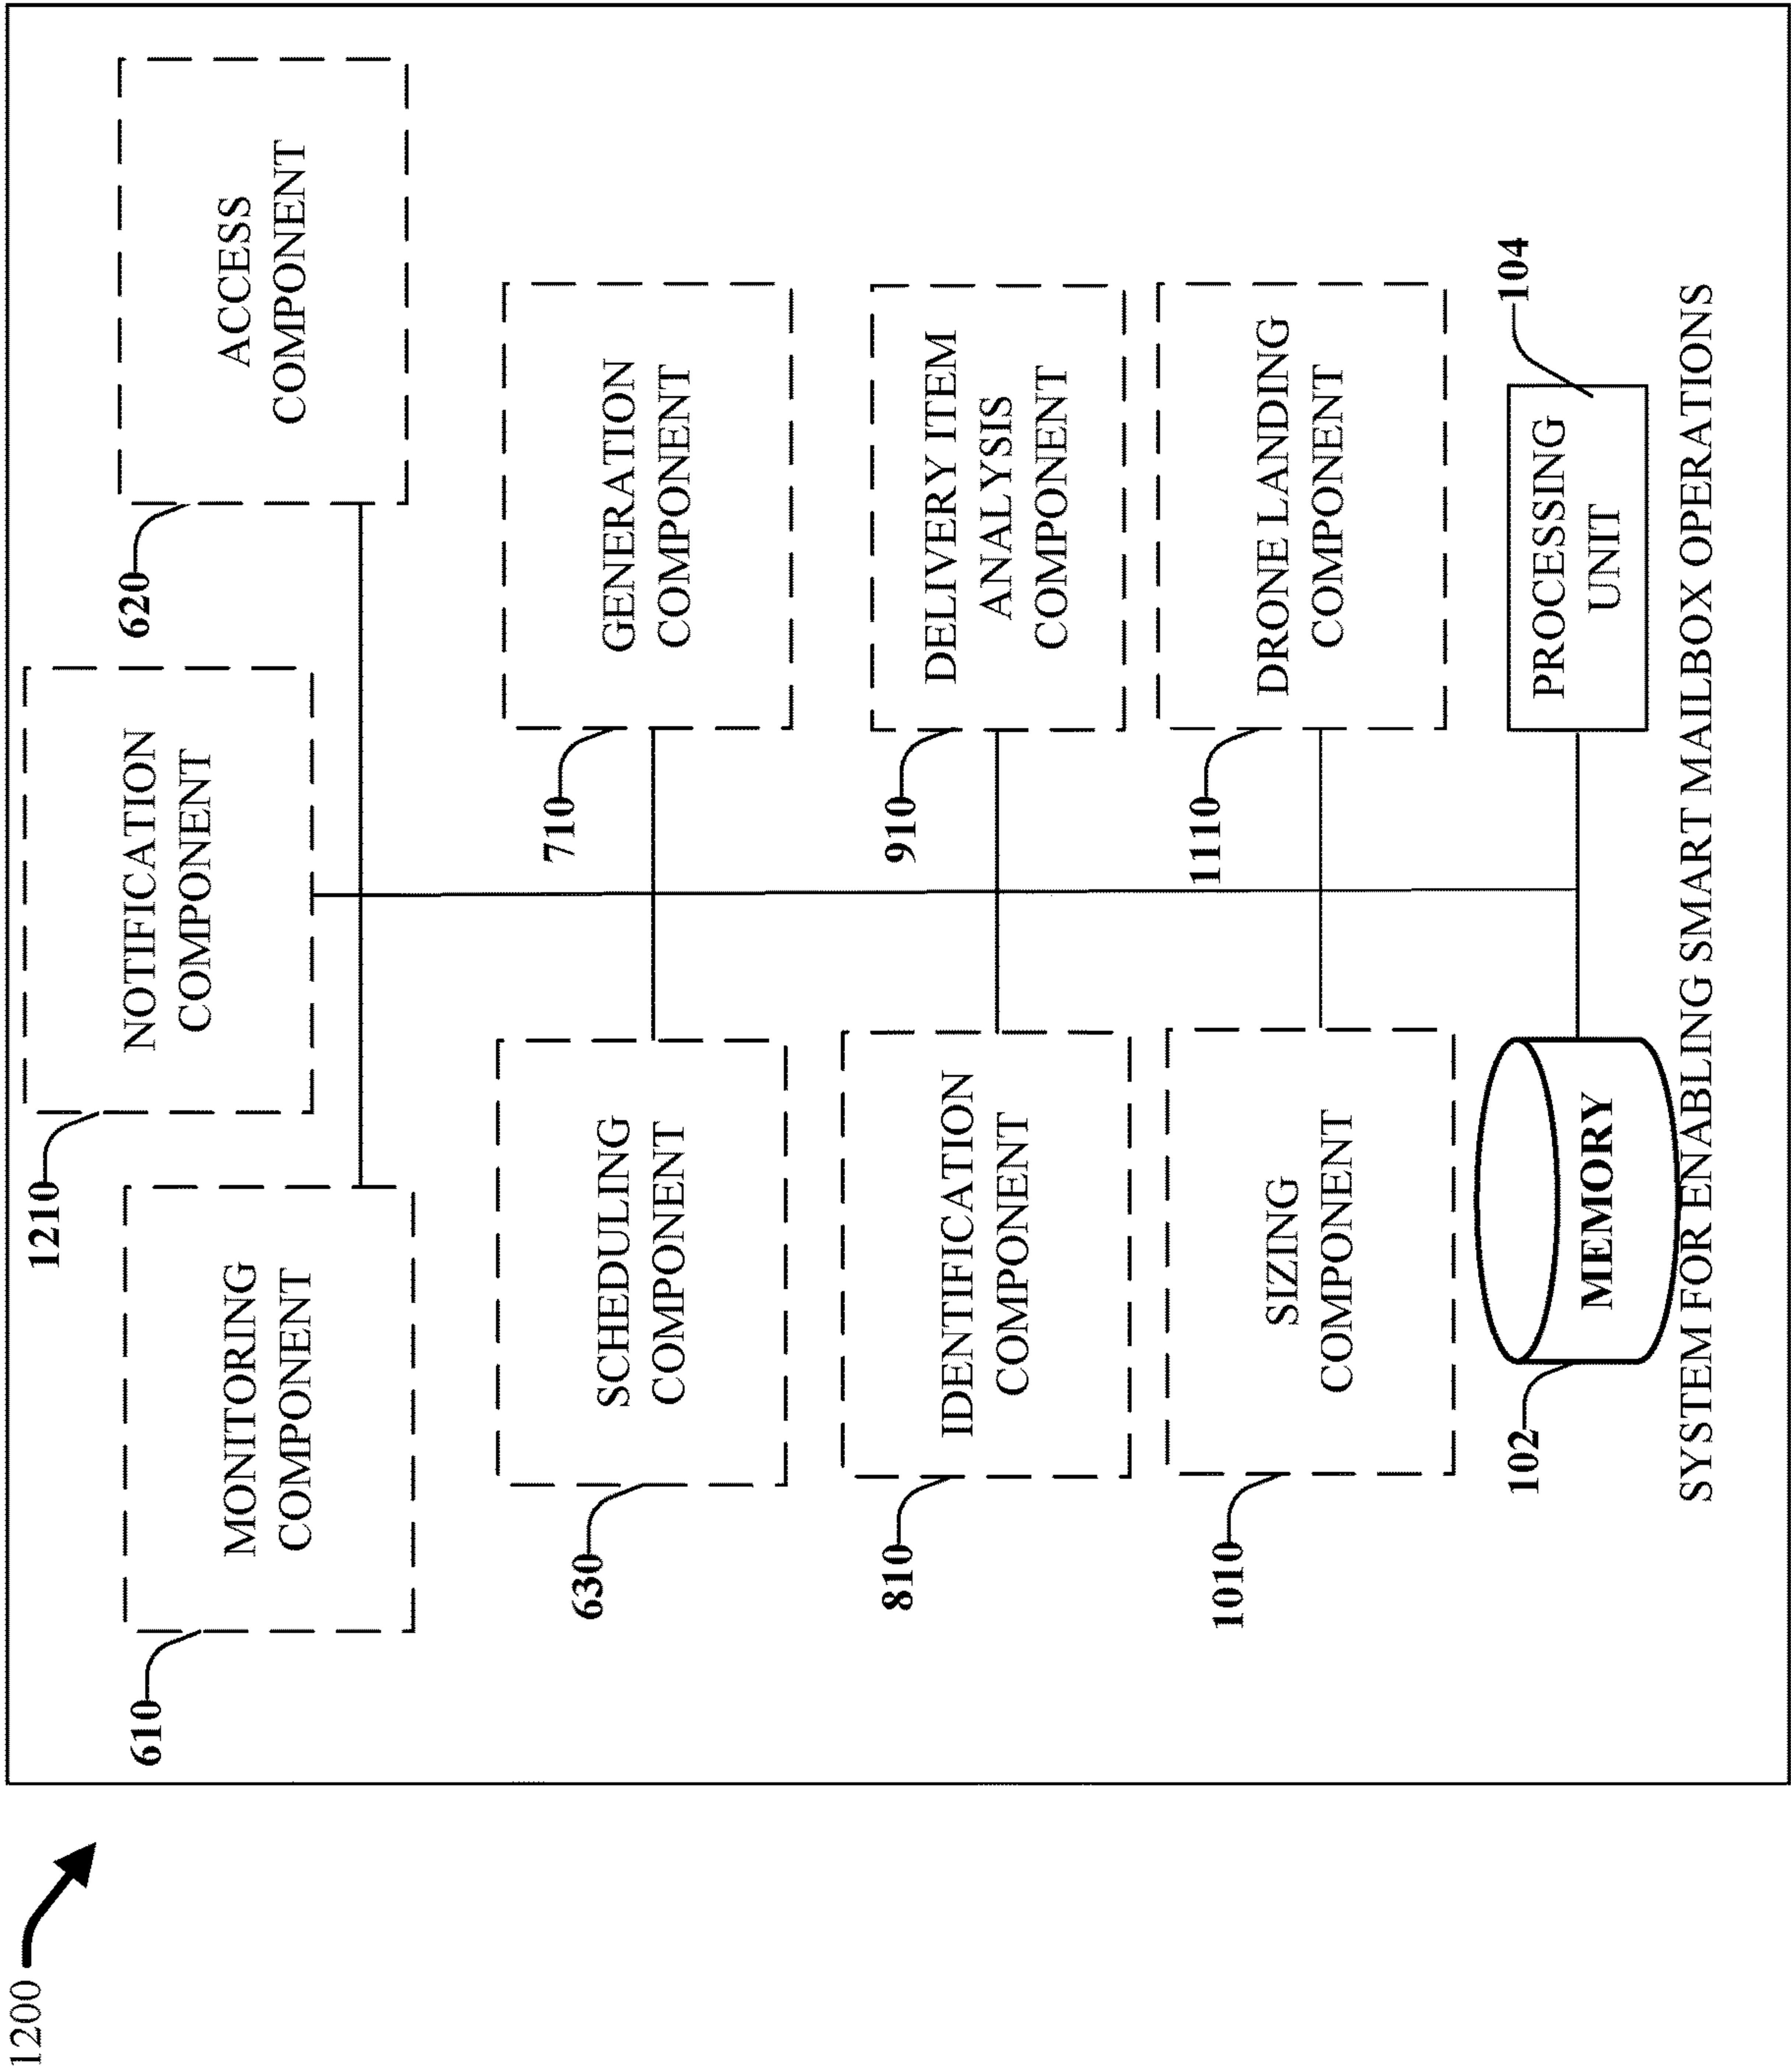 1200
1210
NOTIFICATION
COMPONENT
610
MONITORING
COMPONENT
620
ACCESS
COMPONENT
630
SCHEDULING
COMPONENT
710
GENERATION
COMPONENT
810
IDENTIFICATION
COMPONENT
910
DELIVERY ITEM
ANALYSIS
COMPONENT
1010
SIZING
COMPONENT
1110
DRONE LANDING
COMPONENT
102
MEMORY
PROCESSING
UNIT
104
SYSTEM FOR ENABLING SMART MAILBOX OPERATIONS